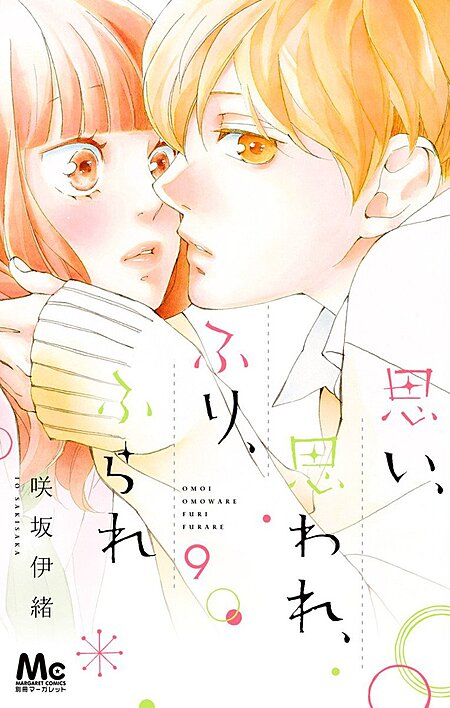 思い、
思われ、
ふり、
ふられ
OMOI
OMOWARE
FURI
FURARE
9
咲坂伊緒
IO SAKISAKA
Mc
MARGARET COMICS
別冊マーガレット